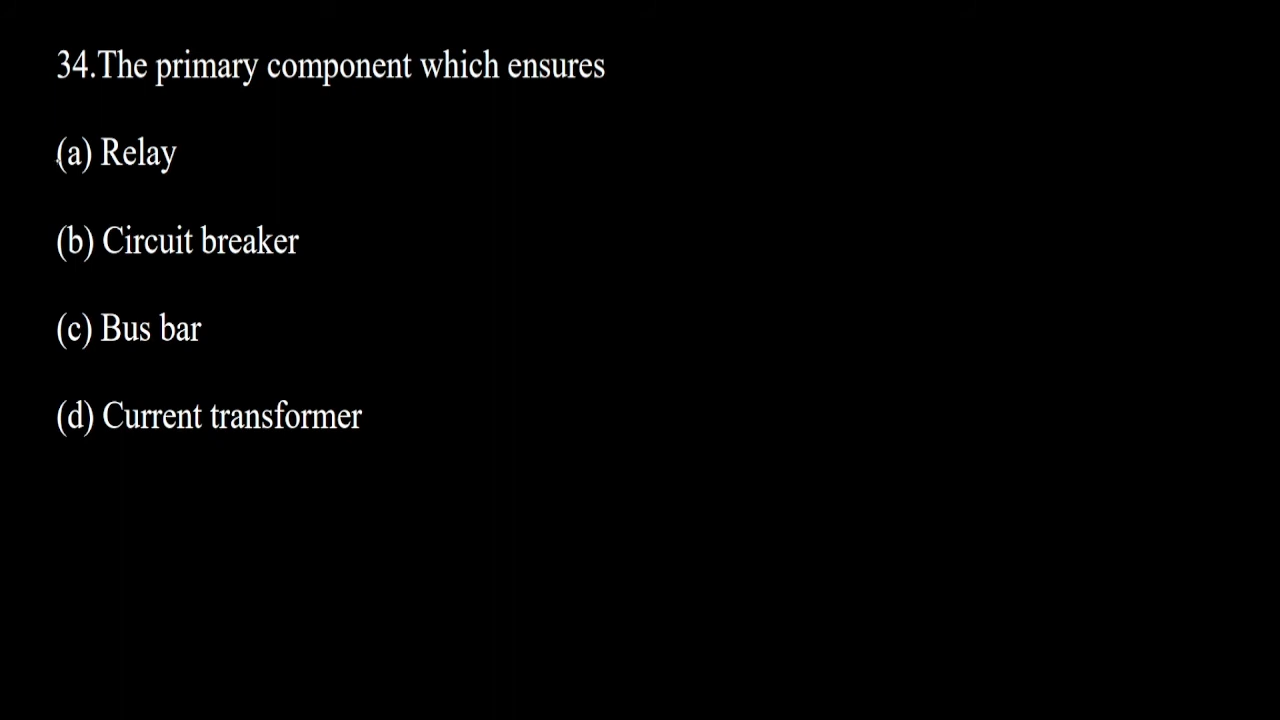 34.The primary component which ensures
(a) Relay
(b) Circuit breaker
(c) Bus bar
(d) Current transformer